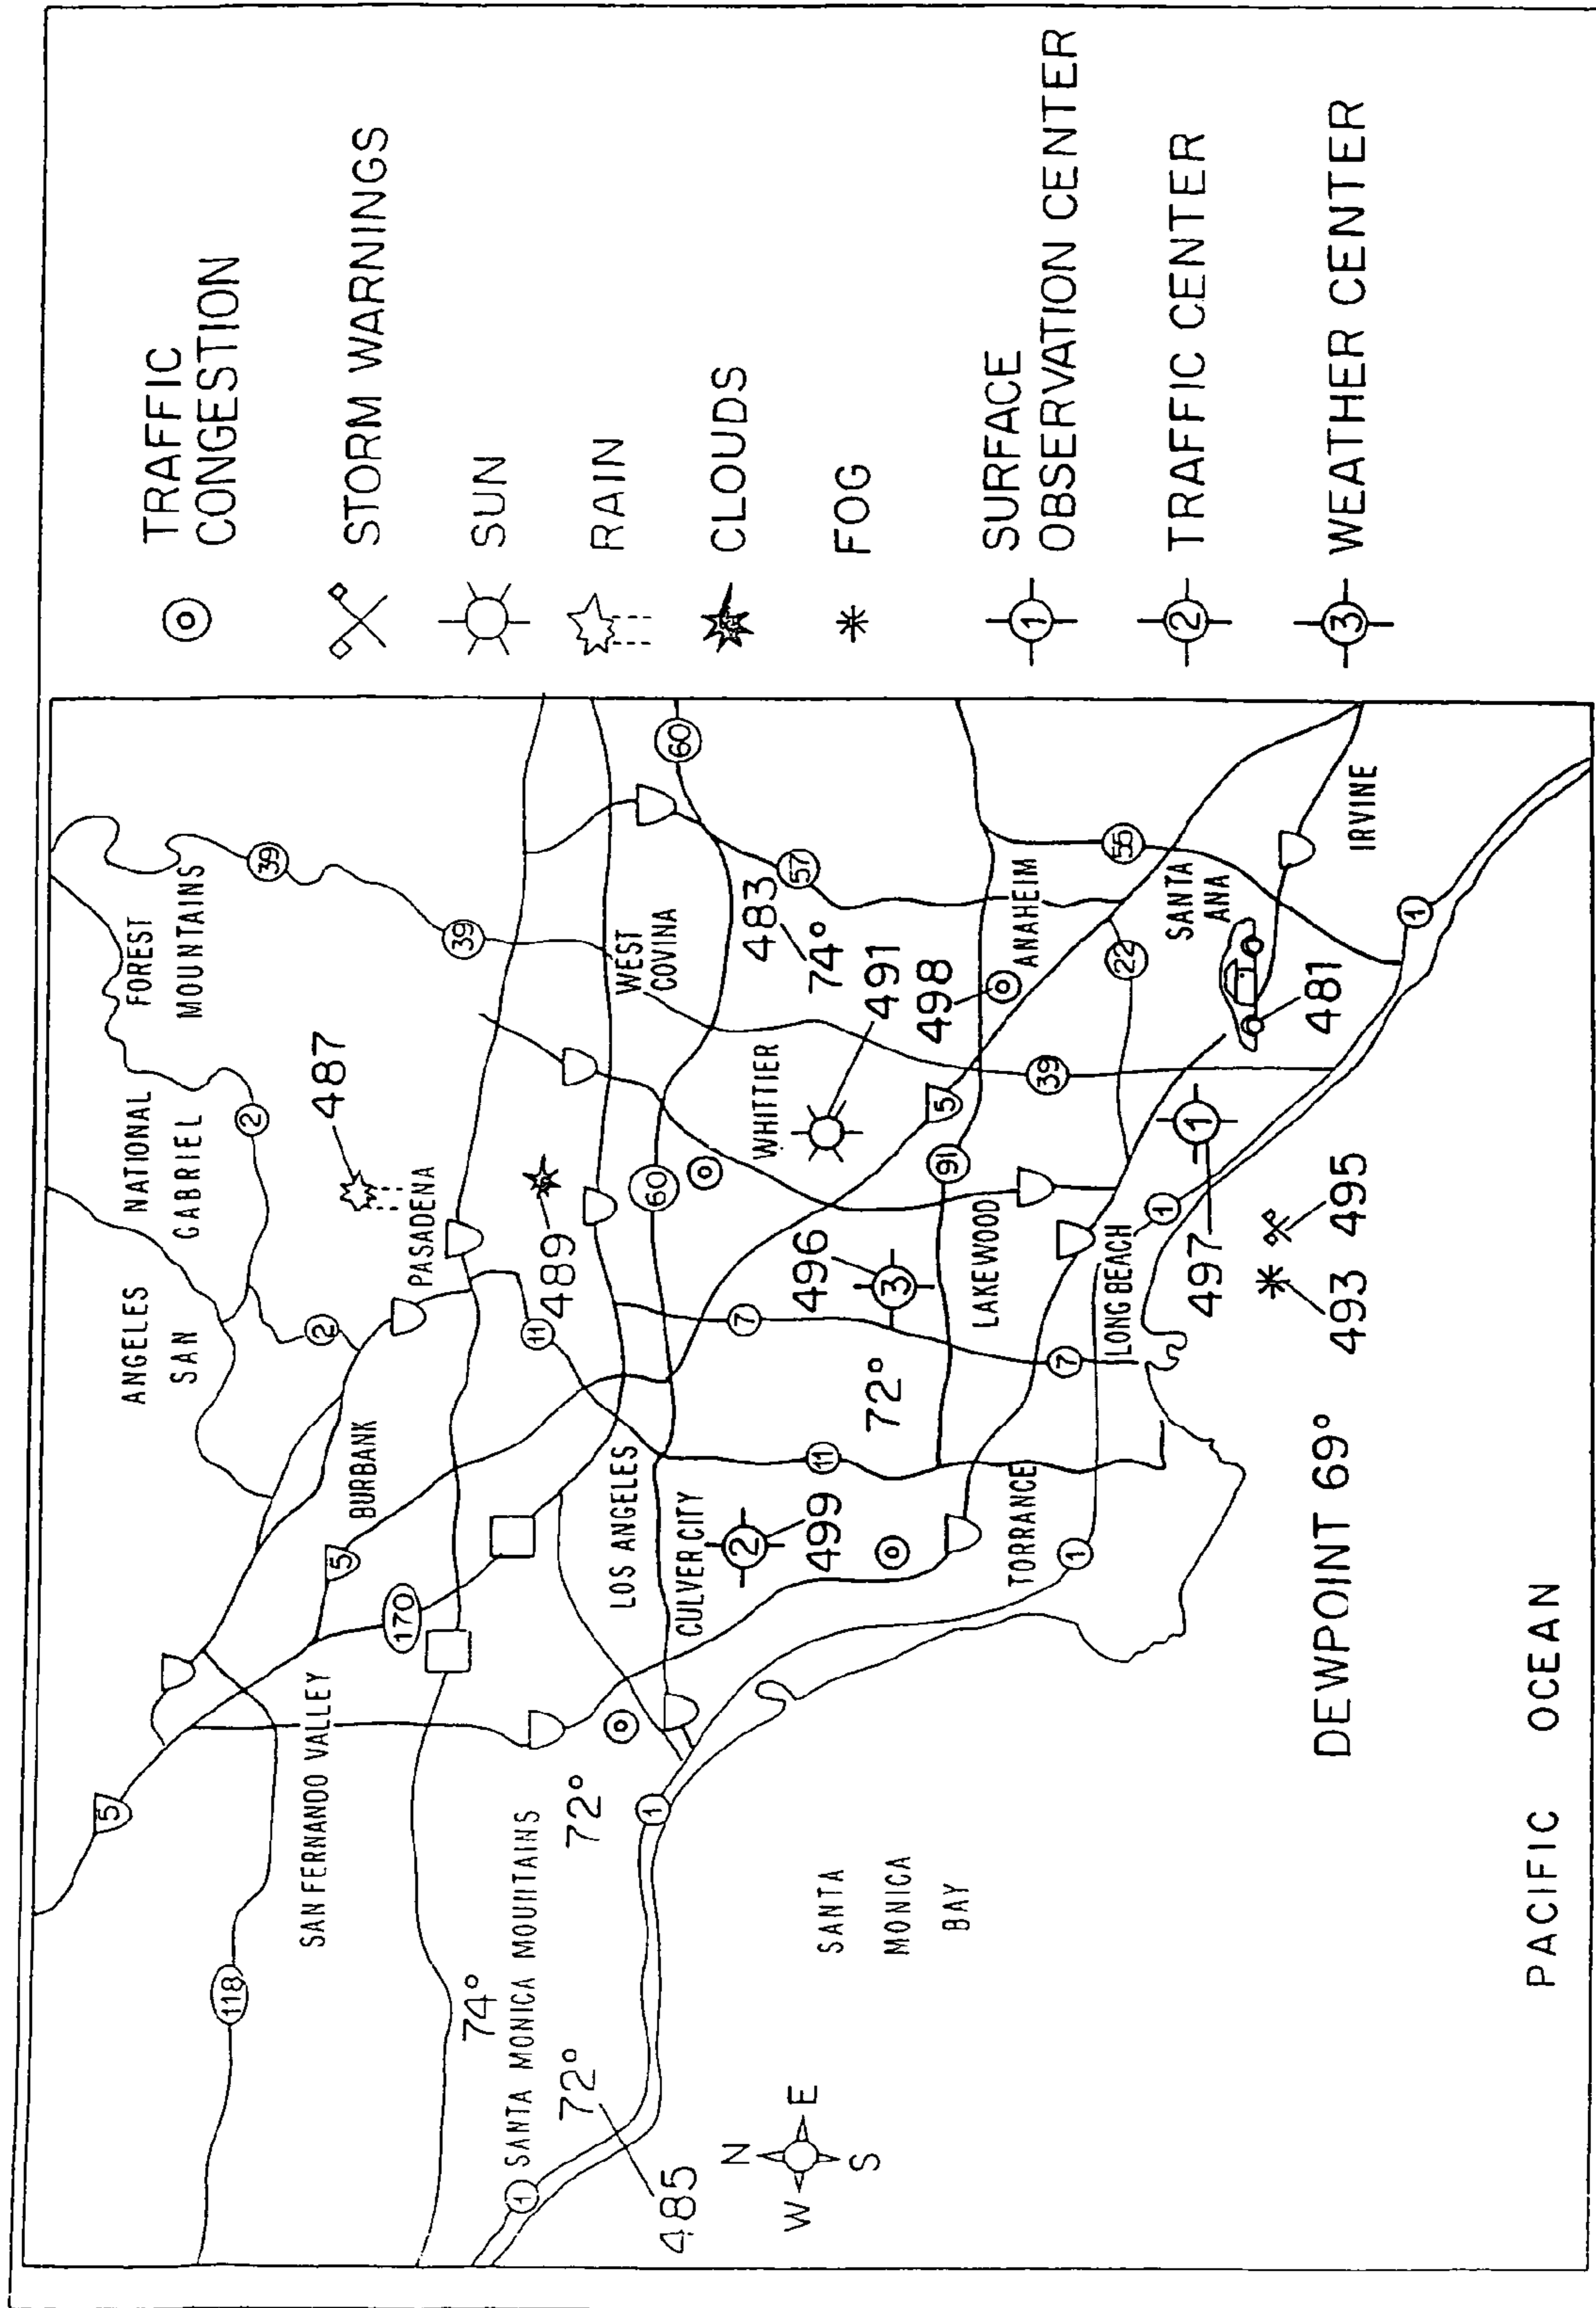 ANGELES
NATIONAL
FOREST
SAN
GABRIEL
MOUNTAINS
5
118
170
5
2
2
39
39
487
SAN FERNANDO VALLEY
BURBANK
PASADENA
74°
SANTA MONICA MOUNTAINS
11
489
72°
72°
1
1
485
LOS ANGELES
60
60
WEST
COVINA
CULVER CITY
2
499
7
WHITTIER
483
74°
57
491
498
496
3
11
72°
91
5
SANTA
MONICA
BAY
N
W
E
S
TORRANCE
LAKEWOOD
ANAHEIM
39
7
1
LONG BEACH
1
22
55
SANTA
ANA
1
497
481
IRVINE
1
493
495
DEWPOINT 69°
PACIFIC OCEAN
TRAFFIC
CONGESTION
STORM WARNINGS
SUN
RAIN
CLOUDS
FOG
1
SURFACE
OBSERVATION CENTER
2
TRAFFIC CENTER
3
WEATHER CENTER